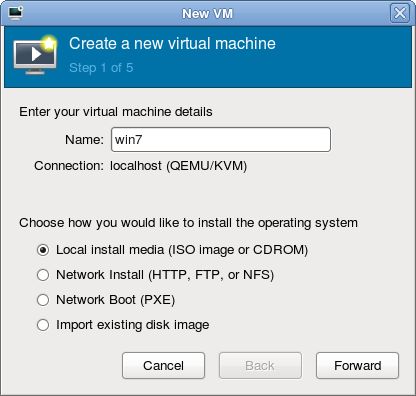 New VM
Create a new virtual machine
Step 1 of 5
Enter your virtual machine details
Name: win7
Connection: localhost (QEMU/KVM)
Choose how you would like to install the operating system
Local install media (ISO image or CDROM)
Network Install (HTTP, FTP, or NFS)
Network Boot (PXE)
Import existing disk image
Cancel Back Forward